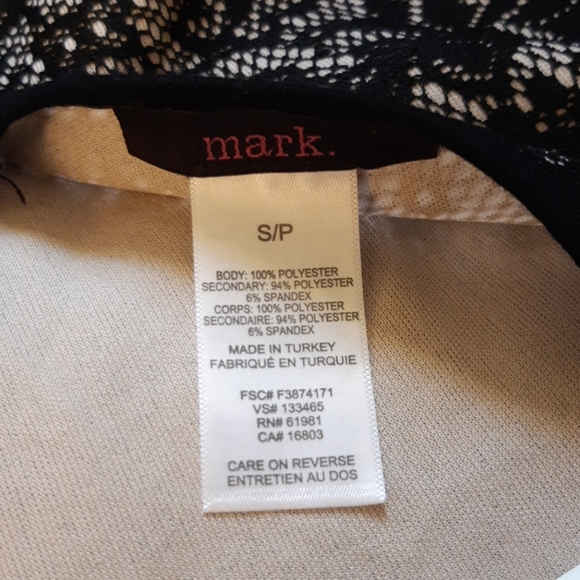 mark.
S/P
BODY: 100% POLYESTER
SECONDARY: 94% POLYESTER
6% SPANDEX
CORPS: 100% POLYESTER
SECONDAIRE: 94% POLYESTER
6% SPANDEX
MADE IN TURKEY
FABRIQUÉ EN TURQUIE
FSC# F3874171
VS# 133465
RN# 61981
CA# 16803
CARE ON REVERSE
ENTRETIEN AU DOS